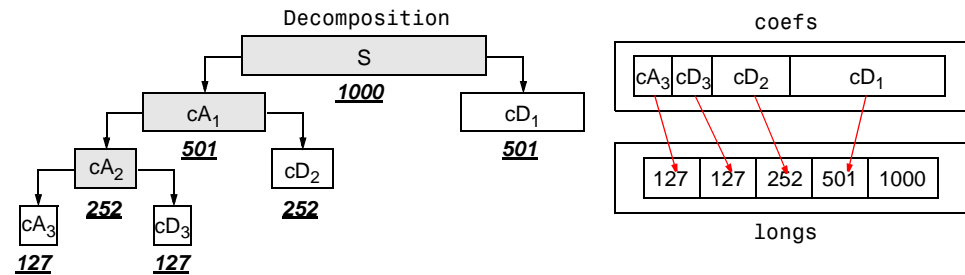 Decomposition
S
1000
cA₁
501
cD₁
501
cA₂
252
cD₂
252
cA₃
127
cD₃
127
coefs
cA₃ cD₃ cD₂ cD₁
127 127 252 501 1000
longs